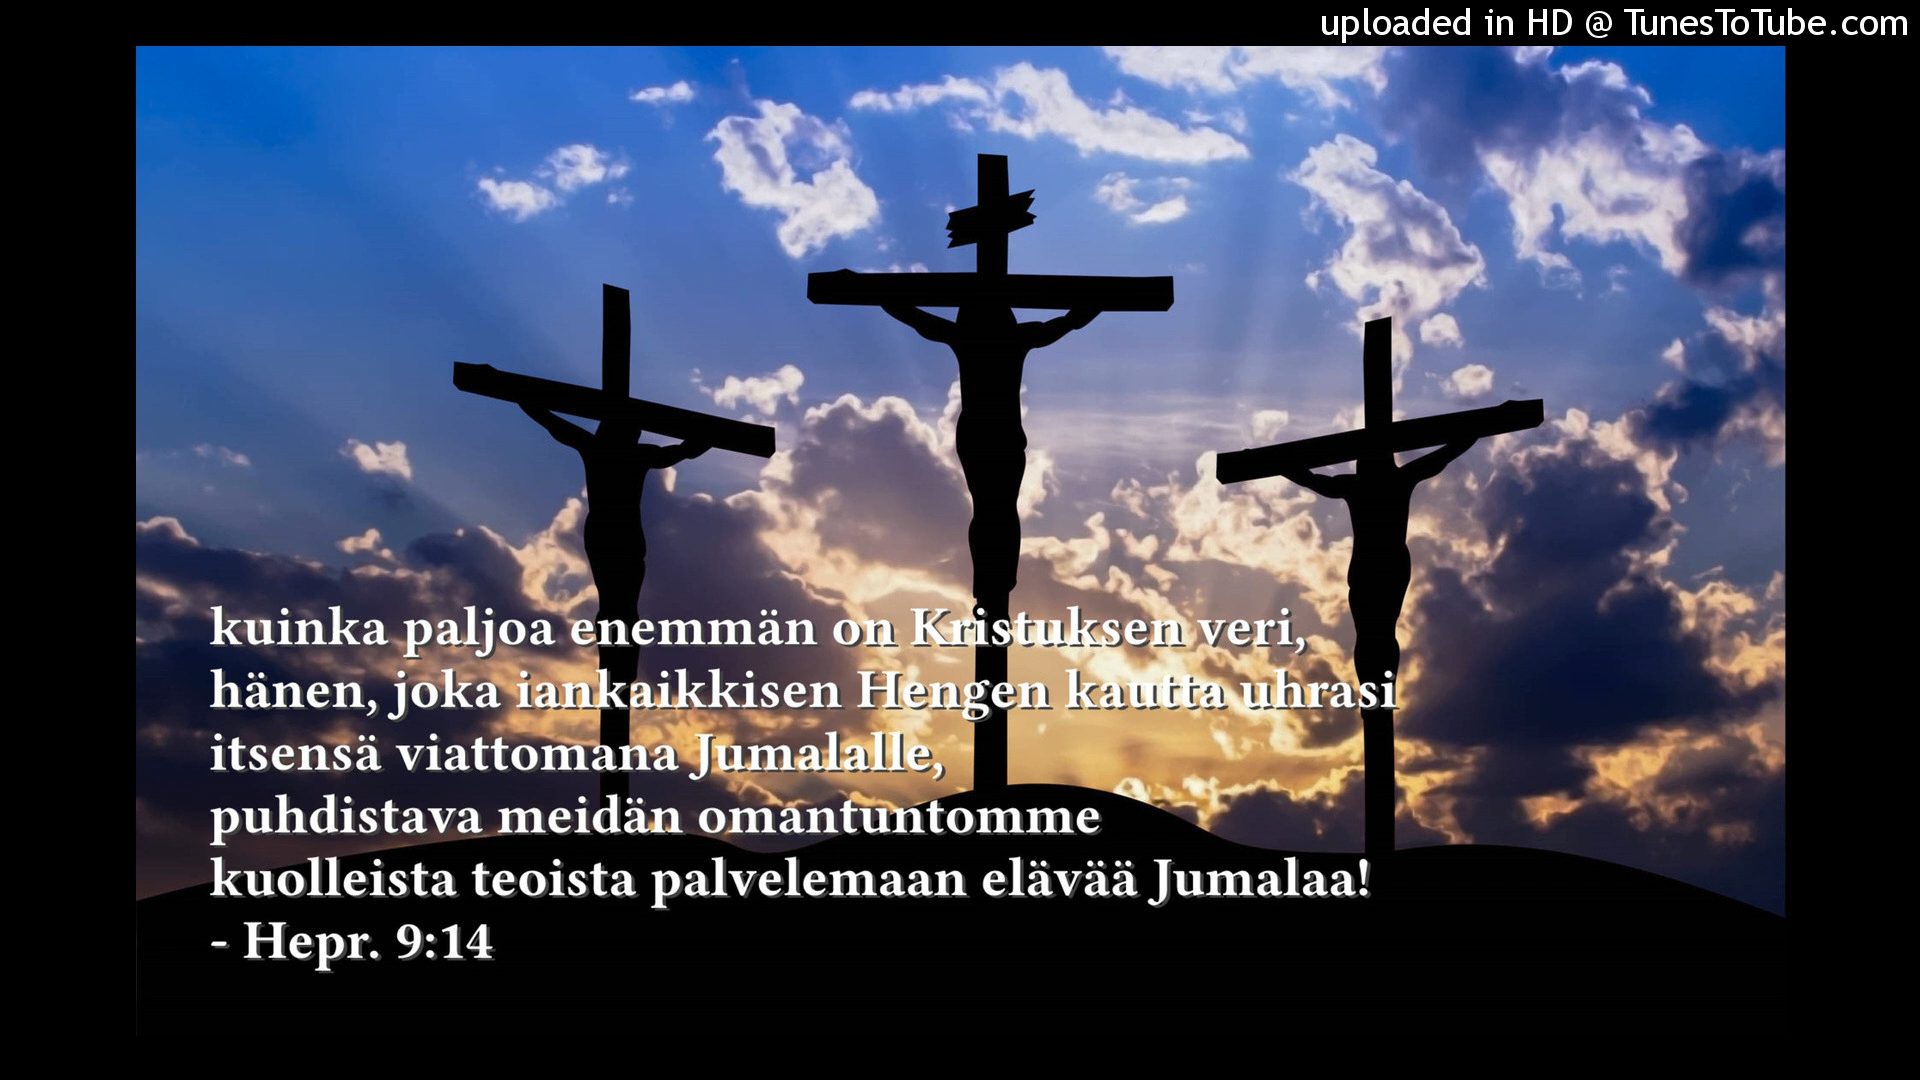 uploaded in HD @ TunesToTube.com
kuinka paljoa enemmän on Kristuksen veri,
hänen, joka iankaikkisen Hengen kautta uhrasi
itsensä viattomana Jumalalle,
puhdistava meidän omantuntomme
kuolleista teoista palvelemaan elävää Jumalaa!
- Hepr. 9:14